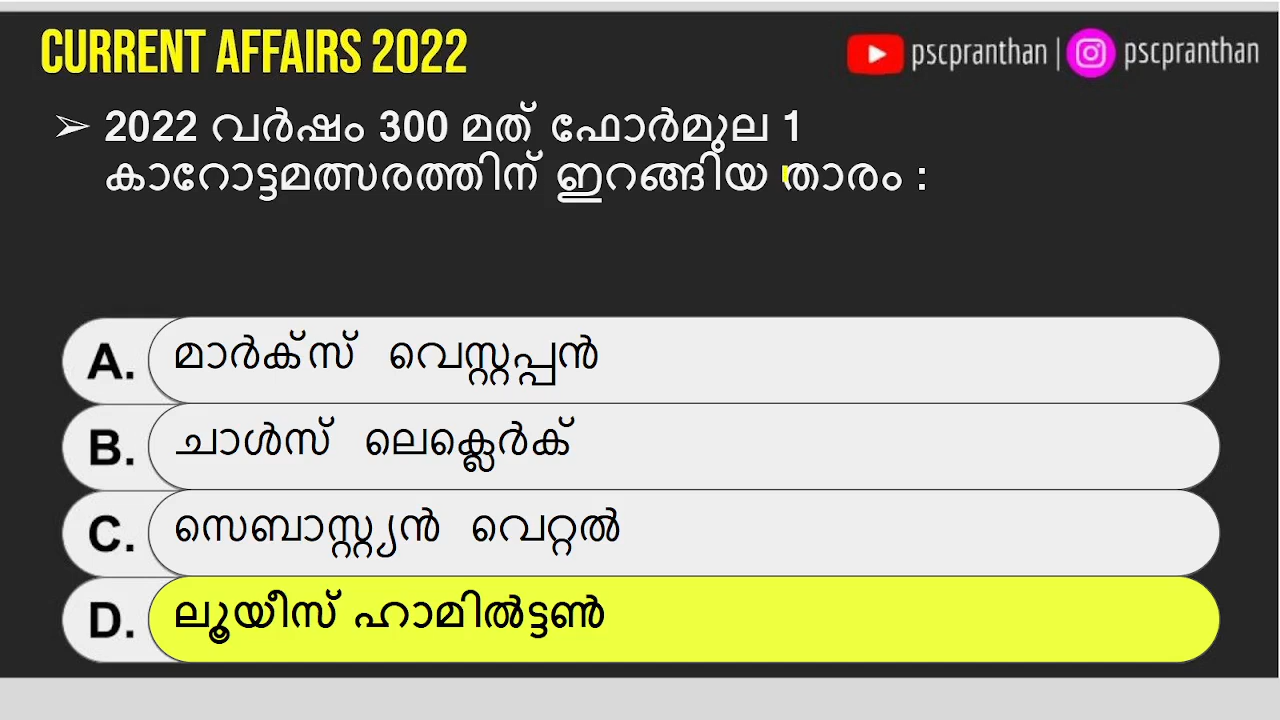 CURRENT AFFAIRS 2022
pscpranthan | pscpranthan
➢ 2022 വർഷം 300 മത് ഫോർമുല 1
കാറോട്ടമത്സരത്തിന് ഇറങ്ങിയ താരം :
A. മാർക്സ് വെസ്റ്റപ്പൻ
B. ചാൾസ് ലെക്ലെർക്
C. സെബാസ്റ്റ്യൻ വെറ്റൽ
D. ലൂയീസ് ഹാമിൽട്ടൺ